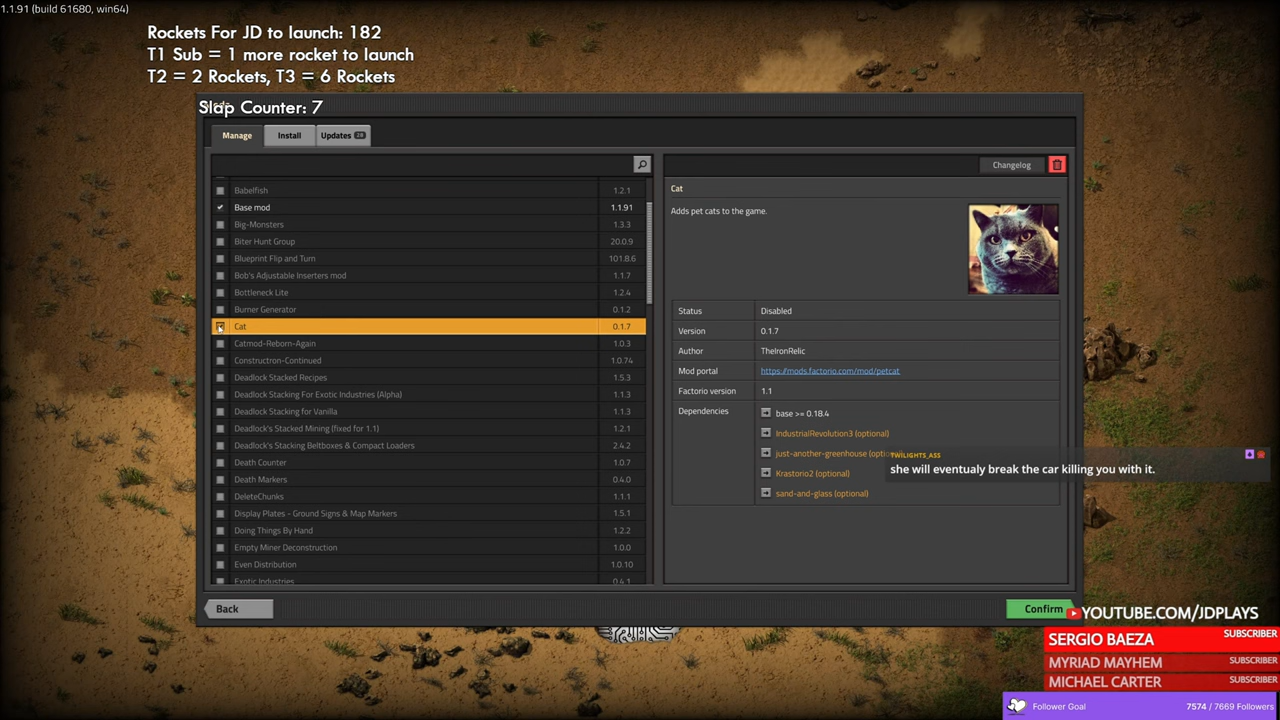 1.1.91 (build 61680, win64)
Rockets For JD to launch: 182
T1 Sub = 1 more rocket to launch
T2 = 2 Rockets, T3 = 6 Rockets
Slap Counter: 7
Manage Install Updates 28
Changelog
Babelfish 1.2.1
Base mod 1.1.91
Big-Monsters 1.3.3
Biter Hunt Group 20.0.9
Blueprint Flip and Turn 101.8.6
Bob's Adjustable Inserters mod 1.1.7
Bottleneck Lite 1.2.4
Burner Generator 0.1.2
Cat 0.1.7
Catmod-Reborn-Again 1.0.3
Constructron-Continued 1.0.74
Deadlock Stacked Recipes 1.5.3
Deadlock Stacking For Exotic Industries (Alpha) 1.1.3
Deadlock Stacking for Vanilla 1.1.3
Deadlock's Stacked Mining (fixed for 1.1) 1.2.1
Deadlock's Stacking Beltboxes & Compact Loaders 2.4.2
Death Counter 1.0.7
Death Markers 0.4.0
DeleteChunks 1.1.1
Display Plates - Ground Signs & Map Markers 1.5.1
Doing Things By Hand 1.2.2
Empty Miner Deconstruction 1.0.0
Even Distribution 1.0.10
Exotic Industries 0.4.1
Cat
Adds pet cats to the game.
Status Disabled
Version 0.1.7
Author TheIronRelic
Mod portal https://mods.factorio.com/mod/petcat
Factorio version 1.1
Dependencies base >= 0.18.4
IndustrialRevolution3 (optional)
just-another-greenhouse (optio
Krastorio2 (optional)
sand-and-glass (optional)
TWILIGHTS_ASS
she will eventualy break the car killing you with it.
Back
Confirm
YOUTUBE.COM/JDPLAYS
SERGIO BAEZA SUBSCRIBER
MYRIAD MAYHEM SUBSCRIBER
MICHAEL CARTER SUBSCRIBER
Follower Goal 7574 / 7669 Followers